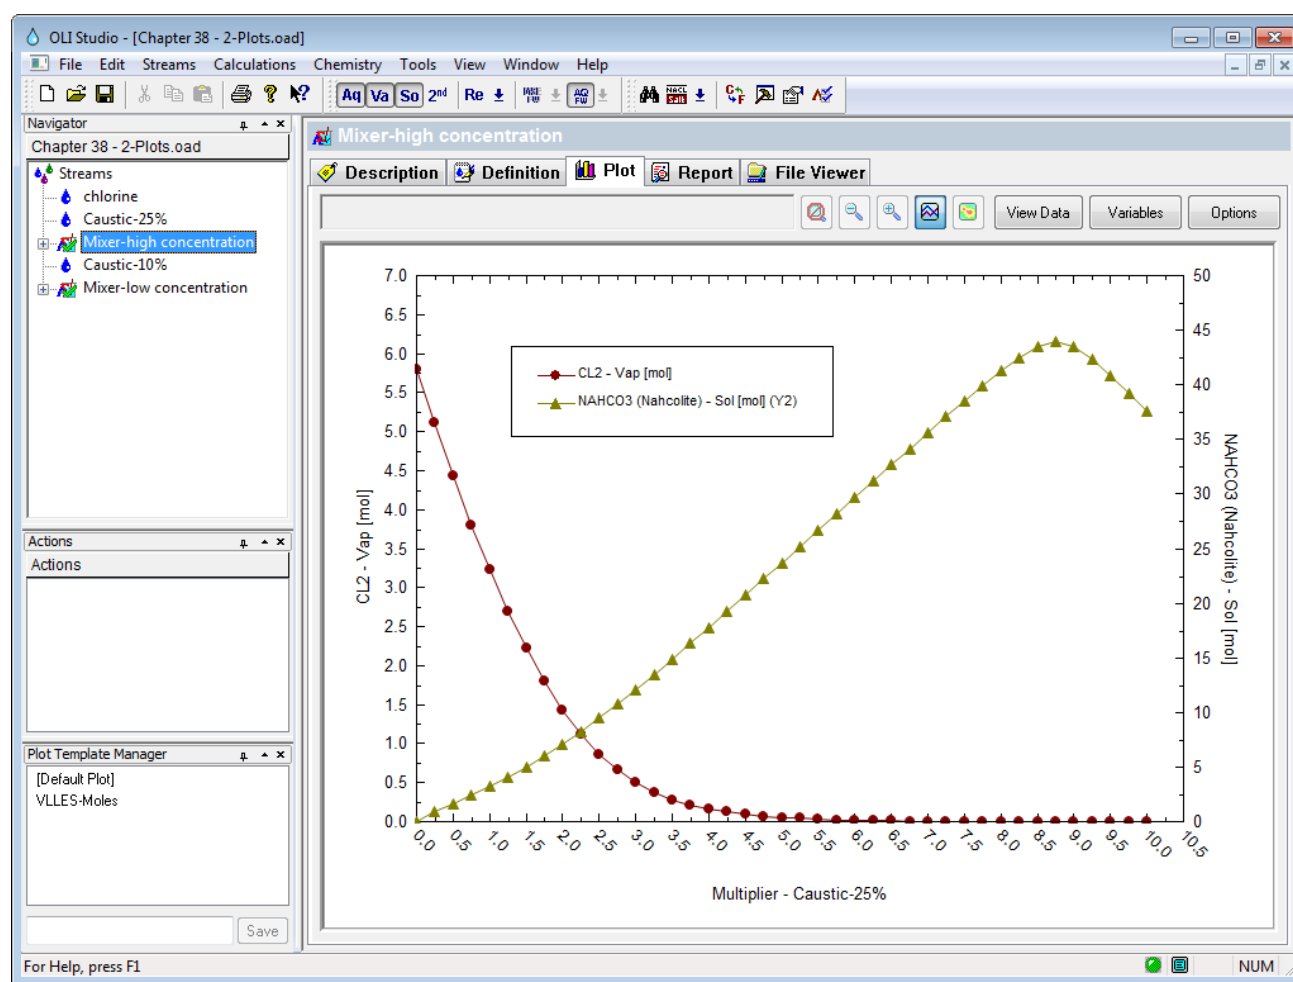 OLI Studio - [Chapter 38 - 2-Plots.oad]
File Edit Streams Calculations Chemistry Tools View Window Help
Aq Va So 2nd Re
Navigator
Chapter 38 - 2-Plots.oad
Streams
chlorine
Caustic-25%
Mixer-high concentration
Caustic-10%
Mixer-low concentration
Actions
Actions
Plot Template Manager
[Default Plot]
VLLES-Moles
Save
Mixer-high concentration
Description Definition Plot Report File Viewer
View Data Variables Options
CL2 - Vap [mol]
NAHCO3 (Nahcolite) - Sol [mol] (Y2)
7.0
6.5
6.0
5.5
5.0
4.5
4.0
3.5
3.0
2.5
2.0
1.5
1.0
0.5
0.0
CL2 - Vap [mol]
50
45
40
35
30
25
20
15
10
5
0
NAHCO3 (Nahcolite) - Sol [mol]
0.0 0.5 1.0 1.5 2.0 2.5 3.0 3.5 4.0 4.5 5.0 5.5 6.0 6.5 7.0 7.5 8.0 8.5 9.0 9.5 10.0 10.5
Multiplier - Caustic-25%
For Help, press F1
NUM